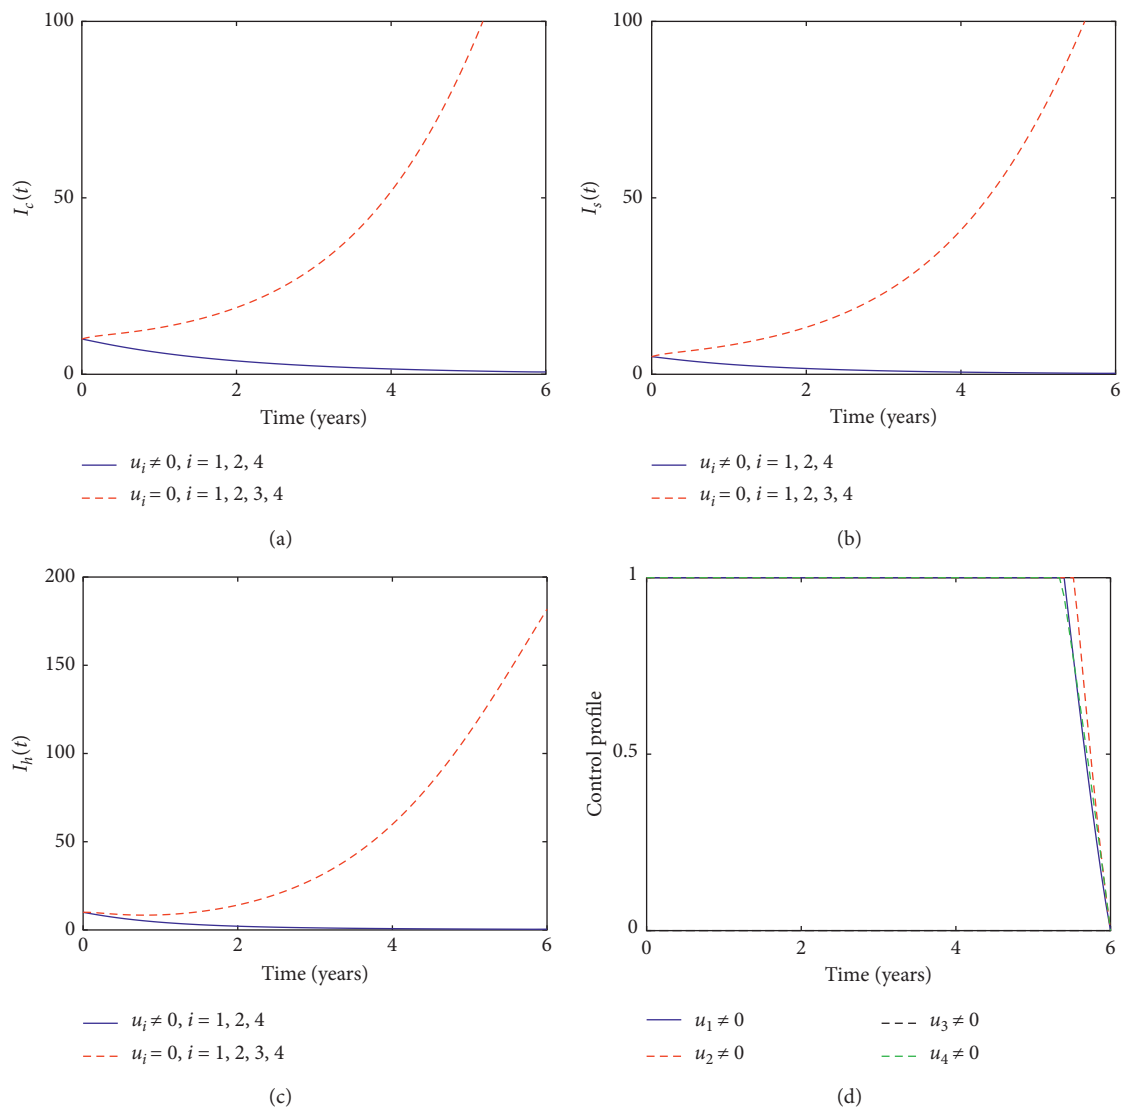 100
50
0
I_c(t)
0 2 4 6
Time (years)
u_i ≠ 0, i = 1, 2, 4
u_i = 0, i = 1, 2, 3, 4
(a)
100
50
0
I_s(t)
0 2 4 6
Time (years)
u_i ≠ 0, i = 1, 2, 4
u_i = 0, i = 1, 2, 3, 4
(b)
200
150
100
50
0
I_h(t)
0 2 4 6
Time (years)
u_i ≠ 0, i = 1, 2, 4
u_i = 0, i = 1, 2, 3, 4
(c)
1
0.5
0
Control profile
0 2 4 6
Time (years)
u_1 ≠ 0 u_3 ≠ 0
u_2 ≠ 0 u_4 ≠ 0
(d)